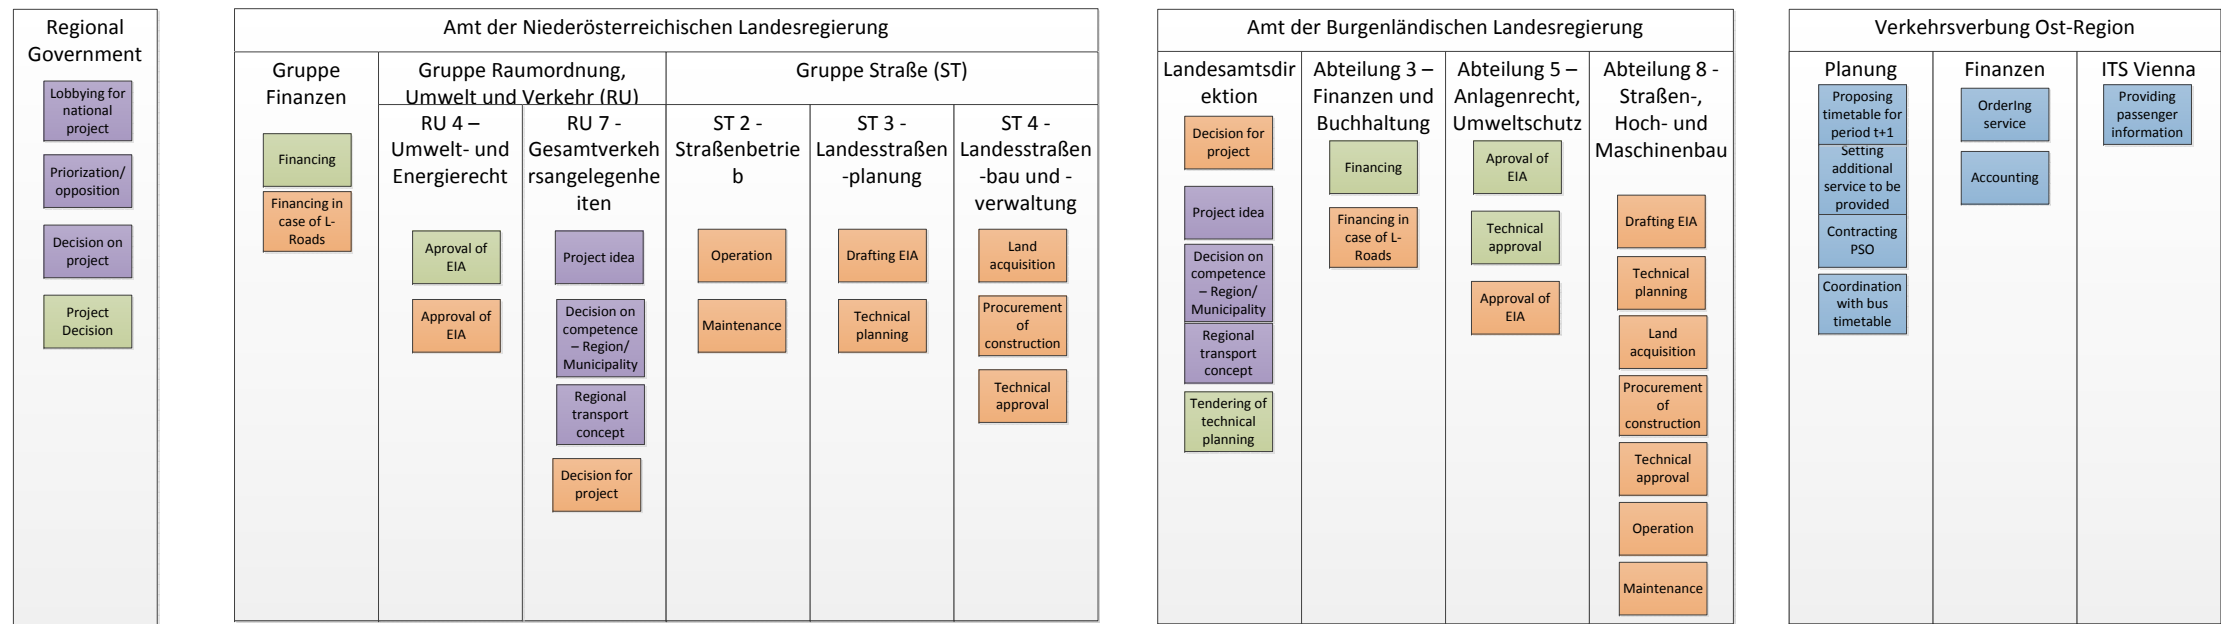 Regional
Government
Lobbying for
national
project
Priorization/
opposition
Decision on
project
Project
Decision
Amt der Niederösterreichischen Landesregierung
Gruppe
Finanzen
Financing
Financing in
case of L-
Roads
Gruppe Raumordnung,
Umwelt und Verkehr (RU)
RU 4 –
Umwelt- und
Energierecht
Aproval of
EIA
Approval of
EIA
RU 7 -
Gesamtverkeh
rsangelegenhe
iten
Project idea
Decision on
competence
– Region/
Municipality
Regional
transport
concept
Decision for
project
Gruppe Straße (ST)
ST 2 -
Straßenbetrie
b
Operation
Maintenance
ST 3 -
Landesstraßen
-planung
Drafting EIA
Technical
planning
ST 4 -
Landesstraßen
-bau und -
verwaltung
Land
acquisition
Procurement
of
construction
Technical
approval
Amt der Burgenländischen Landesregierung
Landesamtsdir
ektion
Decision for
project
Project idea
Decision on
competence
– Region/
Municipality
Regional
transport
concept
Tendering of
technical
planning
Abteilung 3 –
Finanzen und
Buchhaltung
Financing
Financing in
case of L-
Roads
Abteilung 5 –
Anlagenrecht,
Umweltschutz
Aproval of
EIA
Technical
approval
Approval of
EIA
Abteilung 8 -
Straßen-,
Hoch- und
Maschinenbau
Drafting EIA
Technical
planning
Land
acquisition
Procurement
of
construction
Technical
approval
Operation
Maintenance
Verkehrsverbung Ost-Region
Planung
Proposing
timetable for
period t+1
Setting
additional
service to be
provided
Contracting
PSO
Coordination
with bus
timetable
Finanzen
OrderIng
service
Accounting
ITS Vienna
Providing
passenger
information